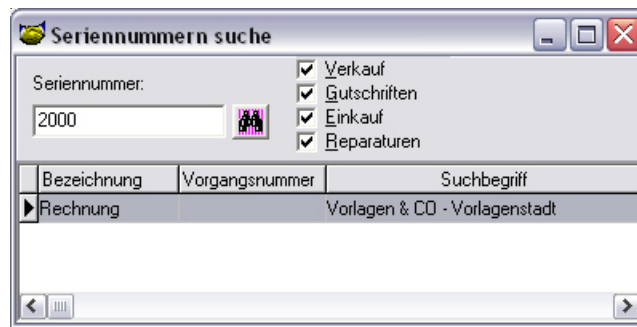 Seriennummern suche
Seriennummer:
2000
Verkauf
Gutschriften
Einkauf
Reparaturen
Bezeichnung Vorgangsnummer Suchbegriff
Rechnung Vorlagen & CO - Vorlagenstadt